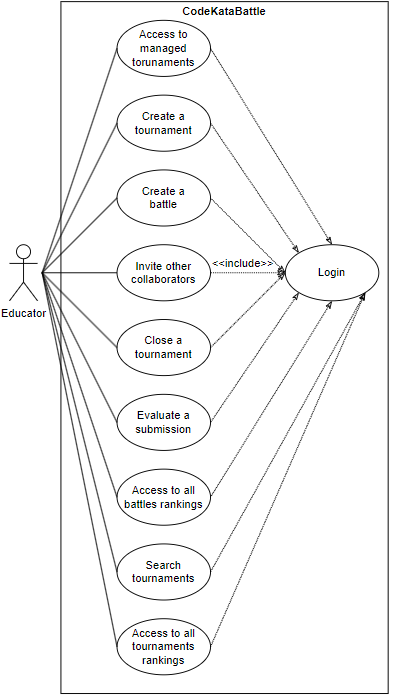 CodeKataBattle
Access to
managed
torunaments
Create a
tournament
Create a
battle
Invite other
collaborators
<<include>>
Login
Educator
Close a
tournament
Evaluate a
submission
Access to all
battles rankings
Search
tournaments
Access to all
tournaments
rankings